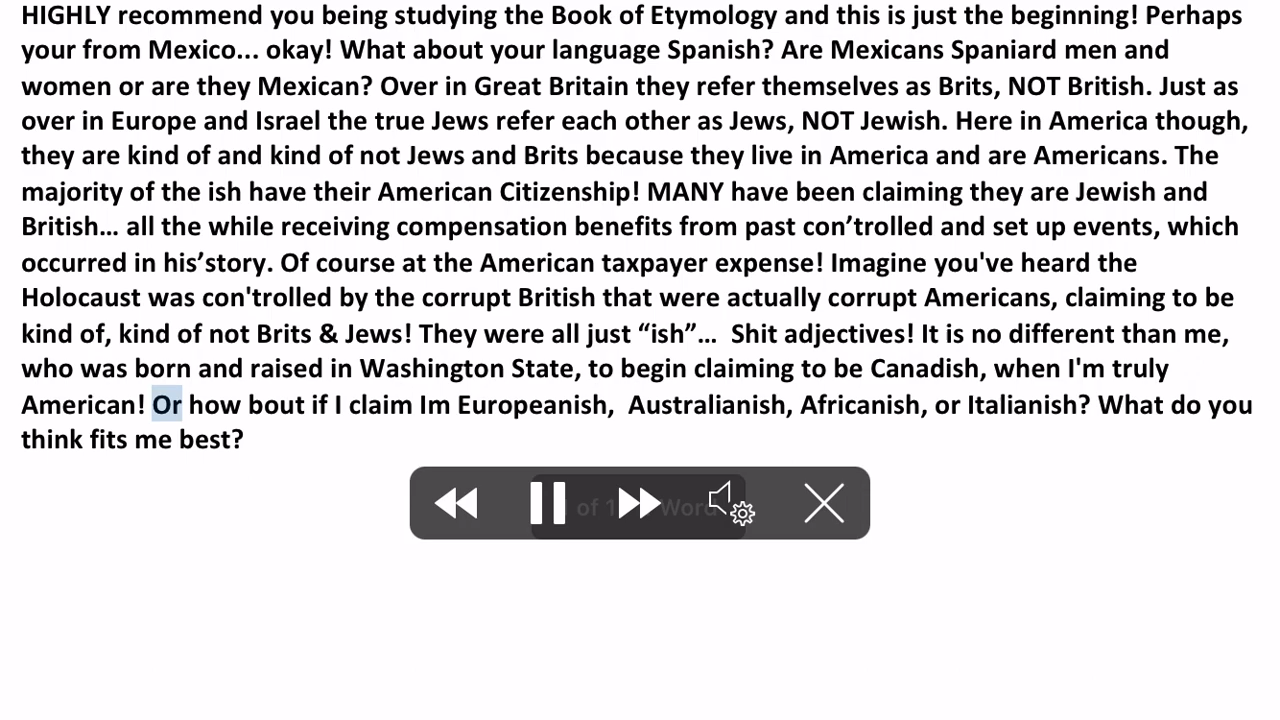 HIGHLY recommend you being studying the Book of Etymology and this is just the beginning! Perhaps
your from Mexico... okay! What about your language Spanish? Are Mexicans Spaniard men and
women or are they Mexican? Over in Great Britain they refer themselves as Brits, NOT British. Just as
over in Europe and Israel the true Jews refer each other as Jews, NOT Jewish. Here in America though,
they are kind of and kind of not Jews and Brits because they live in America and are Americans. The
majority of the ish have their American Citizenship! MANY have been claiming they are Jewish and
British… all the while receiving compensation benefits from past con’trolled and set up events, which
occurred in his’story. Of course at the American taxpayer expense! Imagine you've heard the
Holocaust was con'trolled by the corrupt British that were actually corrupt Americans, claiming to be
kind of, kind of not Brits & Jews! They were all just “ish”…  Shit adjectives! It is no different than me,
who was born and raised in Washington State, to begin claiming to be Canadish, when I'm truly
American! Or how bout if I claim Im Europeanish,  Australianish, Africanish, or Italianish? What do you
think fits me best?
of 1 Word